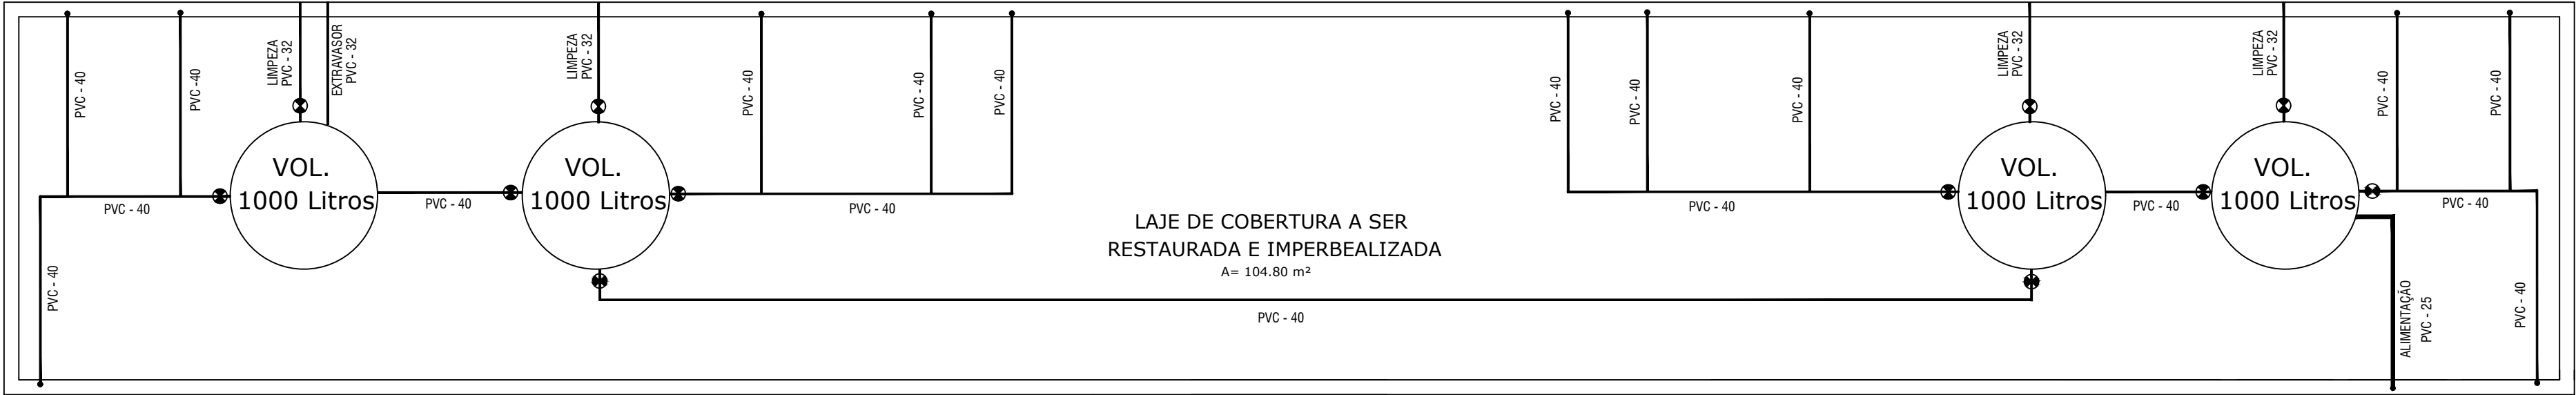 PVC - 40
PVC -40
LIMPEZA
PVC - 32
EXTRAVASOR
PVC - 32
LIMPEZA
PVC - 32
PVC - 40
PVC - 40
PVC - 40
PVC - 40
PVC - 40
PVC - 40
LIMPEZA
PVC - 32
LIMPEZA
PVC - 32
PVC - 40
PVC - 40
VOL.
1000 Litros
VOL.
1000 Litros
VOL.
1000 Litros
VOL.
1000 Litros
PVC - 40
PVC - 40
PVC - 40
PVC - 40
PVC - 40
PVC - 40
LAJE DE COBERTURA A SER
RESTAURADA E IMPERBEALIZADA
A= 104.80 m²
PVC - 40
PVC - 40
ALIMENTAÇÃO
PVC - 25
PVC - 40